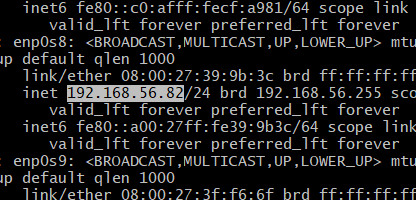 inet6 fe80::c0:afff:fecf:a981/64 scope link
valid_lft forever preferred_lft forever
: enp0s8: <BROADCAST,MULTICAST,UP,LOWER_UP> mtu
up default qlen 1000
link/ether 08:00:27:39:9b:3c brd ff:ff:ff:ff
inet 192.168.56.82/24 brd 192.168.56.255 sco
valid_lft forever preferred_lft forever
inet6 fe80::a00:27ff:fe39:9b3c/64 scope link
valid_lft forever preferred_lft forever
: enp0s9: <BROADCAST,MULTICAST,UP,LOWER_UP> mtu
up default qlen 1000
link/ether 08:00:27:3f:f6:6f brd ff:ff:ff:ff